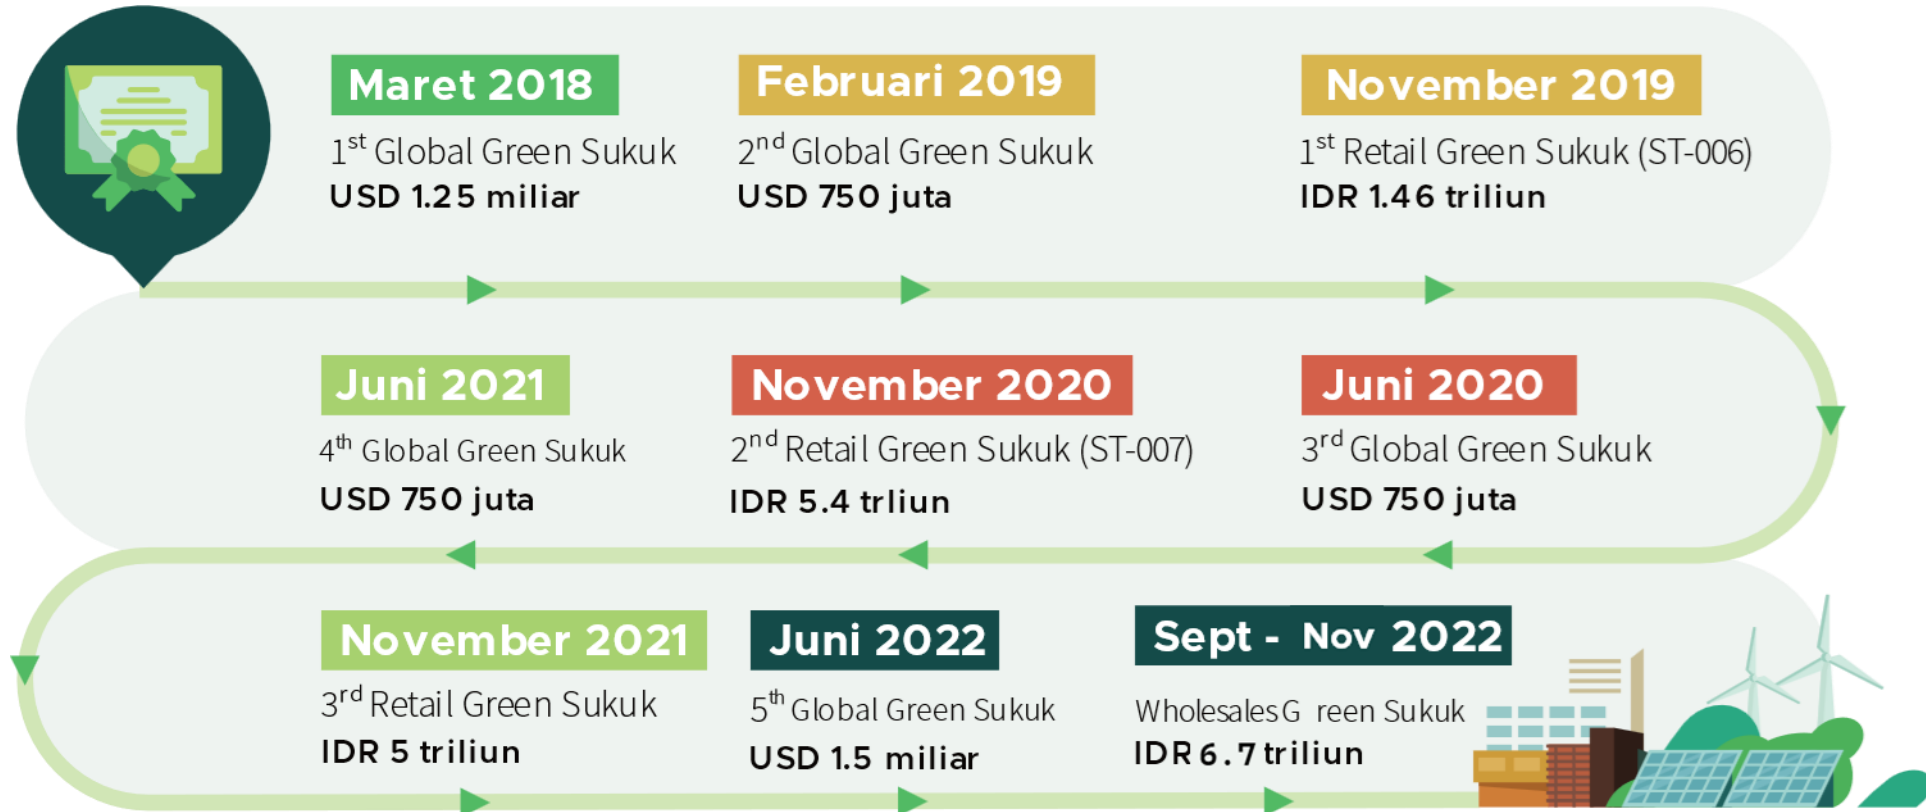 Maret 2018
1st Global Green Sukuk
USD 1.25 miliar
Februari 2019
2nd Global Green Sukuk
USD 750 juta
November 2019
1st Retail Green Sukuk (ST-006)
IDR 1.46 triliun
Juni 2020
3rd Global Green Sukuk
USD 750 juta
November 2020
2nd Retail Green Sukuk (ST-007)
IDR 5.4 trliun
Juni 2021
4th Global Green Sukuk
USD 750 juta
November 2021
3rd Retail Green Sukuk
IDR 5 triliun
Juni 2022
5th Global Green Sukuk
USD 1.5 miliar
Sept - Nov 2022
Wholesales G reen Sukuk
IDR 6.7 triliun